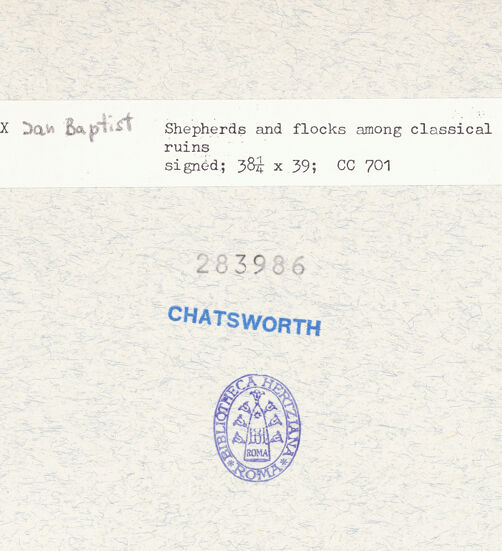 X Jan Baptist Shepherds and flocks among classical
ruins
signed; 38¼ x 39; CC 701
283986
CHATSWORTH
BIBLIOTHECA HERTZIANA
ROMA
*ROMA*